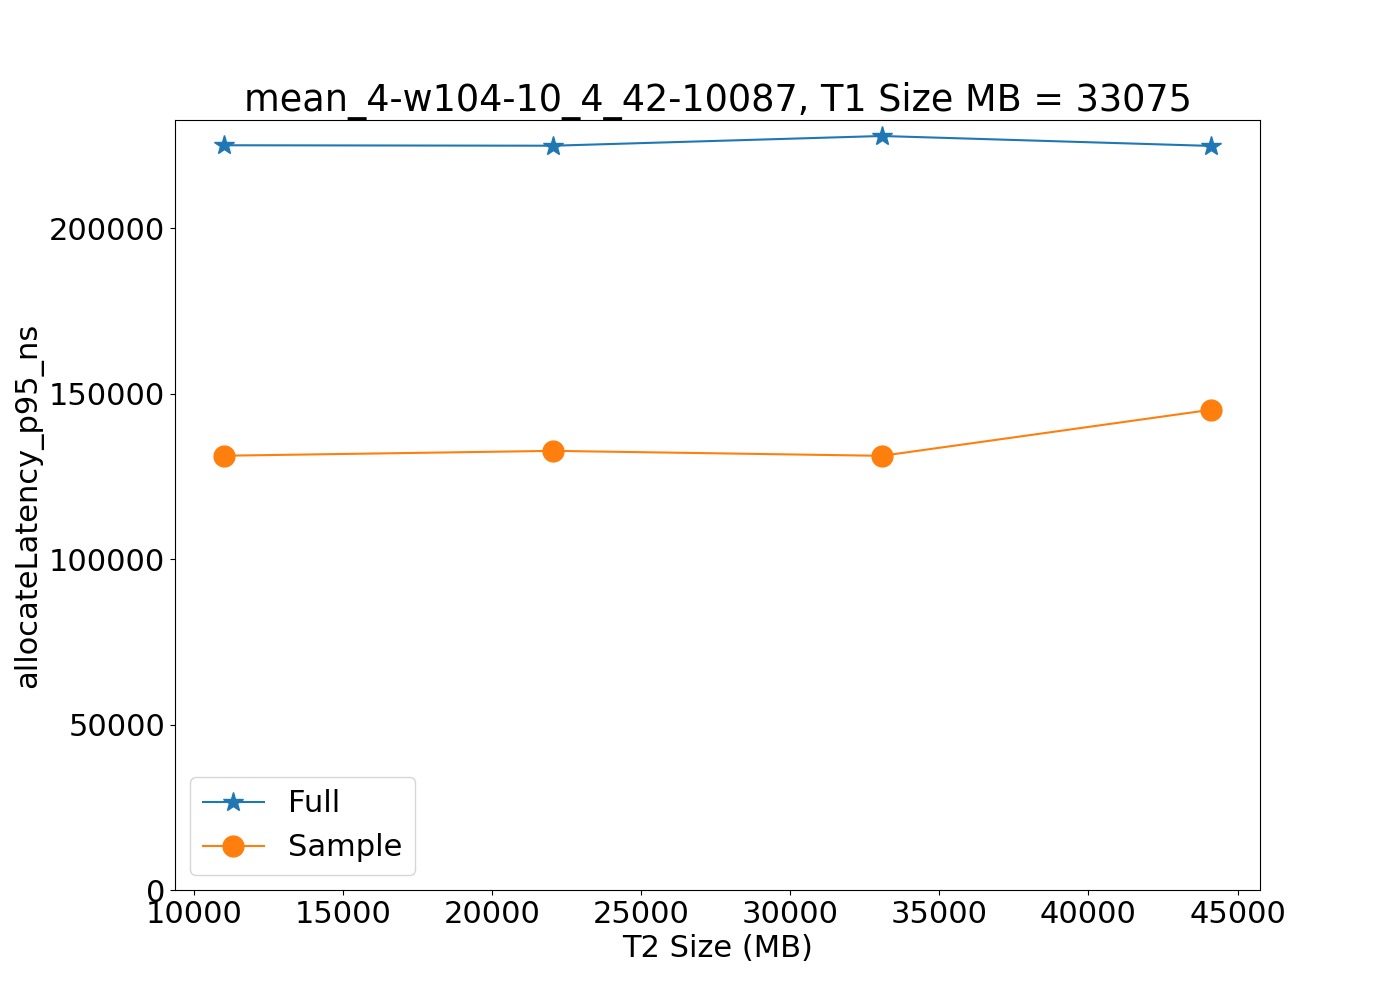 mean_4-w104-10_4_42-10087, T1 Size MB = 33075
allocateLatency_p95_ns
200000
150000
100000
50000
0
10000 15000 20000 25000 30000 35000 40000 45000
T2 Size (MB)
Full
Sample